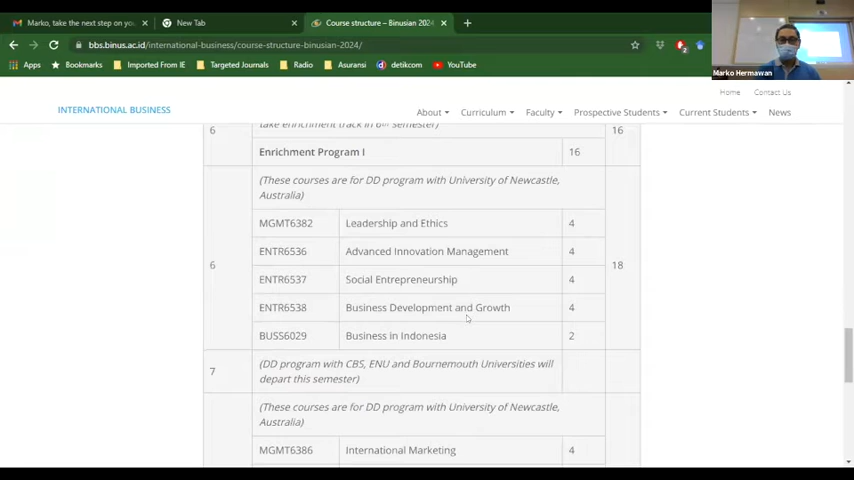 Marko, take the next step on you
New Tab
Course structure – Binusian 2024
bbs.binus.ac.id/international-business/course-structure-binusian-2024/
Apps
Bookmarks
Imported From IE
Targeted Journals
Radio
Asuransi
detikcom
YouTube
Marko Hermawan
Home
Contact Us
INTERNATIONAL BUSINESS
About
Curriculum
Faculty
Prospective Students
Current Students
News
6
take enrichment track in 6th Semester)
16
Enrichment Program I
16
(These courses are for DD program with University of Newcastle,
Australia)
MGMT6382 Leadership and Ethics 4
ENTR6536 Advanced Innovation Management 4
6 ENTR6537 Social Entrepreneurship 4 18
ENTR6538 Business Development and Growth 4
BUSS6029 Business in Indonesia 2
7
(DD program with CBS, ENU and Bournemouth Universities will
depart this semester)
(These courses are for DD program with University of Newcastle,
Australia)
MGMT6386 International Marketing 4